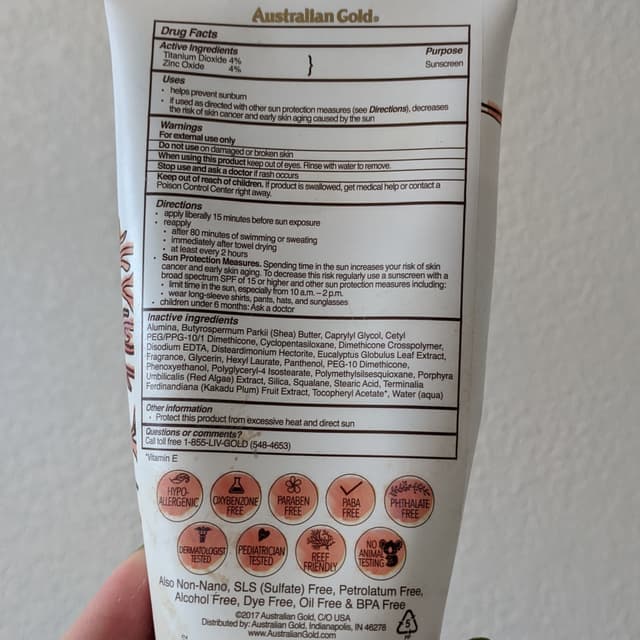 Australian Gold®
Drug Facts
Active Ingredients Purpose
Titanium Dioxide 4%
Zinc Oxide 4% } Sunscreen
Uses
• helps prevent sunburn
• if used as directed with other sun protection measures (see Directions), decreases
the risk of skin cancer and early skin aging caused by the sun
Warnings
For external use only
Do not use on damaged or broken skin
When using this product keep out of eyes. Rinse with water to remove.
Stop use and ask a doctor if rash occurs
Keep out of reach of children. If product is swallowed, get medical help or contact a
Poison Control Center right away.
Directions
• apply liberally 15 minutes before sun exposure
• reapply
• after 80 minutes of swimming or sweating
• immediately after towel drying
• at least every 2 hours
• Sun Protection Measures. Spending time in the sun increases your risk of skin
cancer and early skin aging. To decrease this risk regularly use a sunscreen with a
broad spectrum SPF of 15 or higher and other sun protection measures including:
• limit time in the sun, especially from 10 a.m. – 2 p.m.
• wear long-sleeve shirts, pants, hats, and sunglasses
• children under 6 months: Ask a doctor
Inactive ingredients
Alumina, Butyrospermum Parkii (Shea) Butter, Caprylyl Glycol, Cetyl
PEG/PPG-10/1 Dimethicone, Cyclopentasiloxane, Dimethicone Crosspolymer,
Disodium EDTA, Disteardimonium Hectorite, Eucalyptus Globulus Leaf Extract,
Fragrance, Glycerin, Hexyl Laurate, Panthenol, PEG-10 Dimethicone,
Phenoxyethanol, Polyglyceryl-4 Isostearate, Polymethylsilsesquioxane, Porphyra
Umbilicalis (Red Algae) Extract, Silica, Squalane, Stearic Acid, Terminalia
Ferdinandiana (Kakadu Plum) Fruit Extract, Tocopheryl Acetate*, Water (aqua)
Other information
• Protect this product from excessive heat and direct sun
Questions or comments?
Call toll free 1-855-LIV-GOLD (548-4653)
*Vitamin E
HYPO-
ALLERGENIC
OXYBENZONE
FREE
PARABEN
FREE
PABA
FREE
PHTHALATE
FREE
DERMATOLOGIST
TESTED
PEDIATRICIAN
TESTED
REEF
FRIENDLY
NO
ANIMAL
TESTING
Also Non-Nano, SLS (Sulfate) Free, Petrolatum Free,
Alcohol Free, Dye Free, Oil Free & BPA Free
©2017 Australian Gold, C/O USA
Distributed by: Australian Gold, Indianapolis, IN 46278
www.AustralianGold.com
5